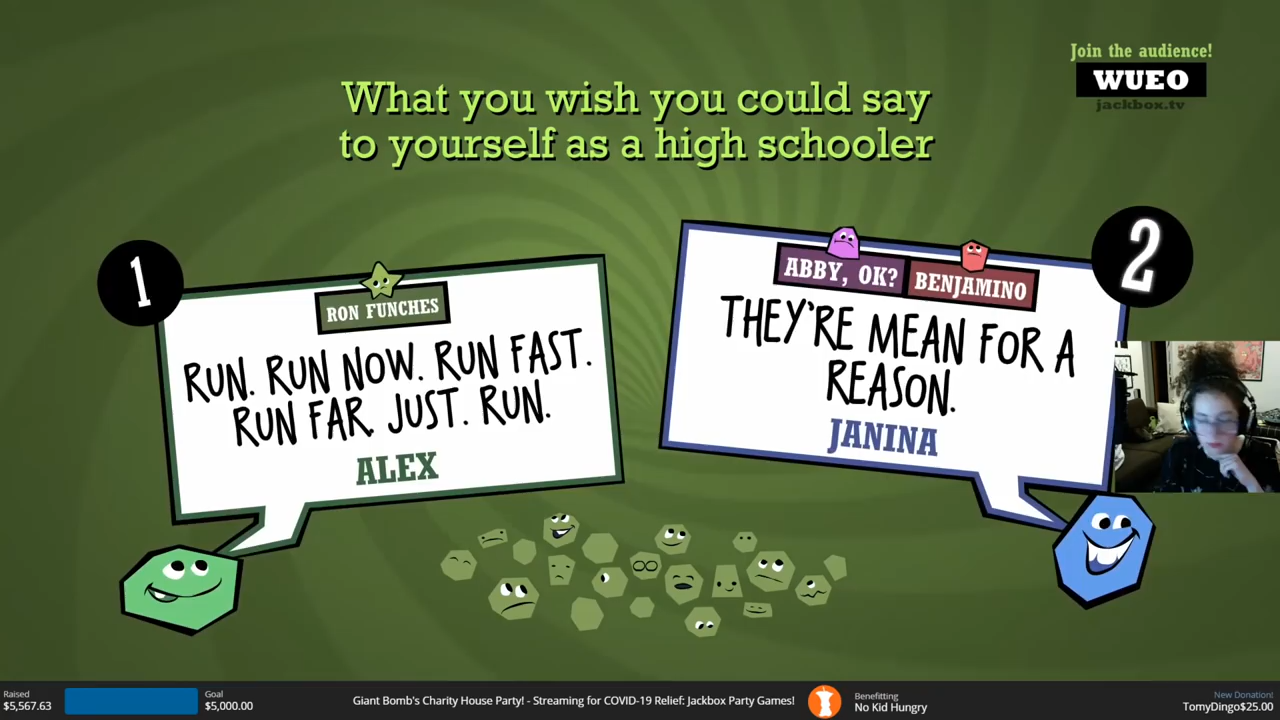 Join the audience!
WUEO
jackbox.tv
What you wish you could say
to yourself as a high schooler
1
RON FUNCHES
RUN. RUN NOW. RUN FAST.
RUN FAR. JUST. RUN.
ALEX
2
ABBY, OK?
BENJAMINO
THEY'RE MEAN FOR A
REASON.
JANINA
Raised
$5,567.63
Goal
$5,000.00
Giant Bomb's Charity House Party! - Streaming for COVID-19 Relief: Jackbox Party Games!
Benefitting
No Kid Hungry
New Donation!
TomyDingo$25.00